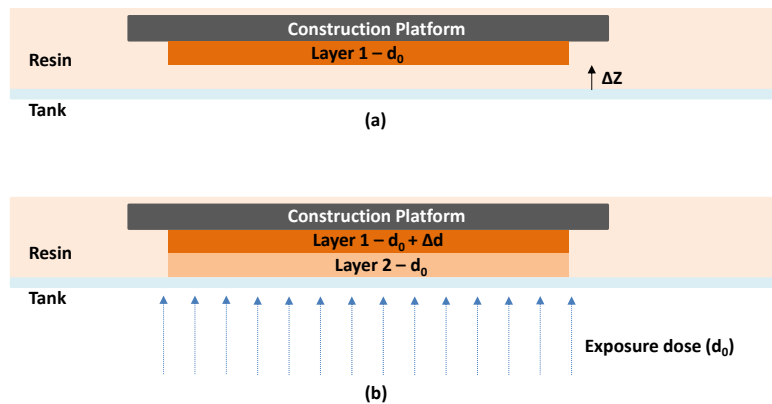 Construction Platform
Layer 1 – d₀
Resin
ΔZ
Tank
(a)
Construction Platform
Layer 1 – d₀ + Δd
Resin
Layer 2 – d₀
Tank
Exposure dose (d₀)
(b)